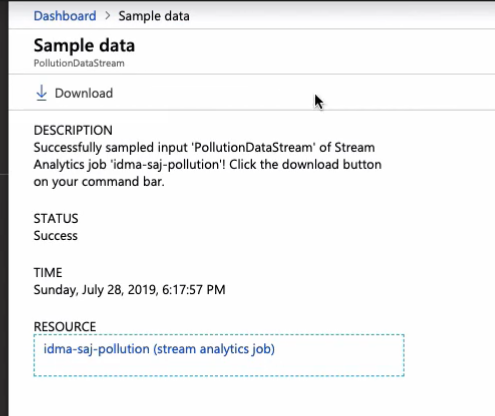 Dashboard > Sample data
Sample data
PollutionDataStream
Download
DESCRIPTION
Successfully sampled input 'PollutionDataStream' of Stream
Analytics job 'idma-saj-pollution'! Click the download button
on your command bar.
STATUS
Success
TIME
Sunday, July 28, 2019, 6:17:57 PM
RESOURCE
idma-saj-pollution (stream analytics job)